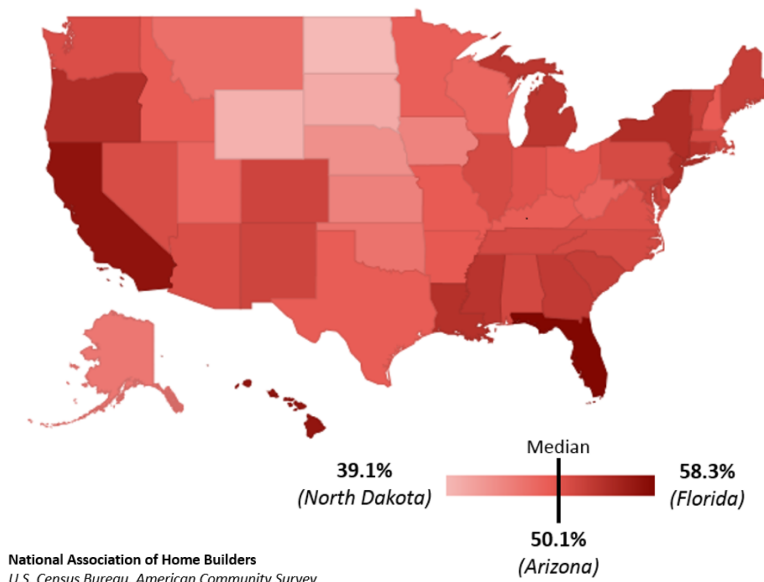 Median
39.1%
(North Dakota)
58.3%
(Florida)
50.1%
(Arizona)
National Association of Home Builders
U.S. Census Bureau, American Community Survey